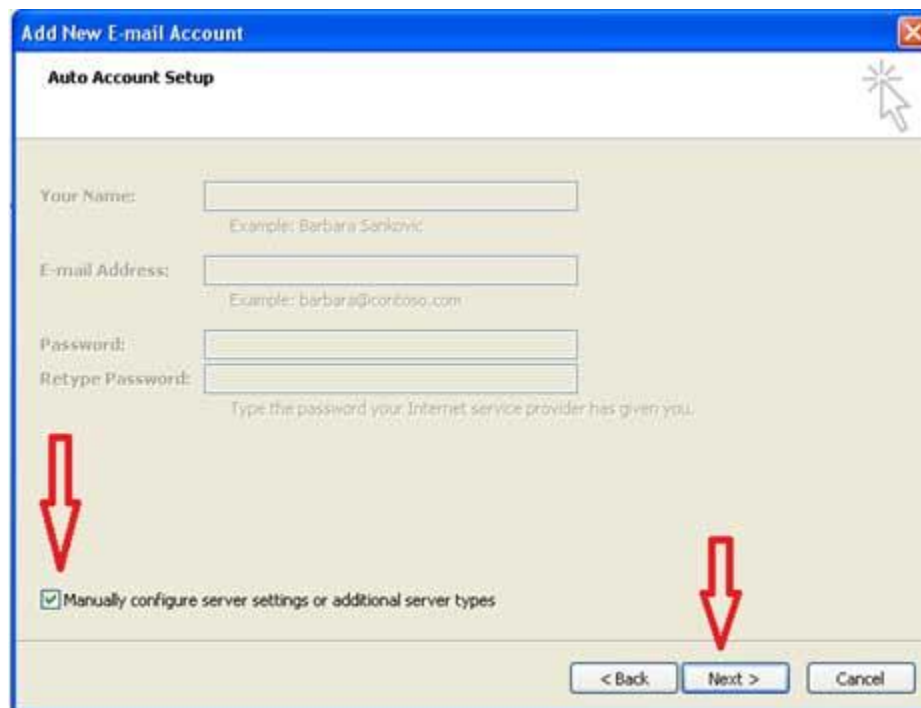 Add New E-mail Account
Auto Account Setup
Your Name:
Example: Barbara Sankovic
E-mail Address:
Example: barbara@contoso.com
Password:
Retype Password:
Type the password your Internet service provider has given you.
Manually configure server settings or additional server types
< Back Next > Cancel